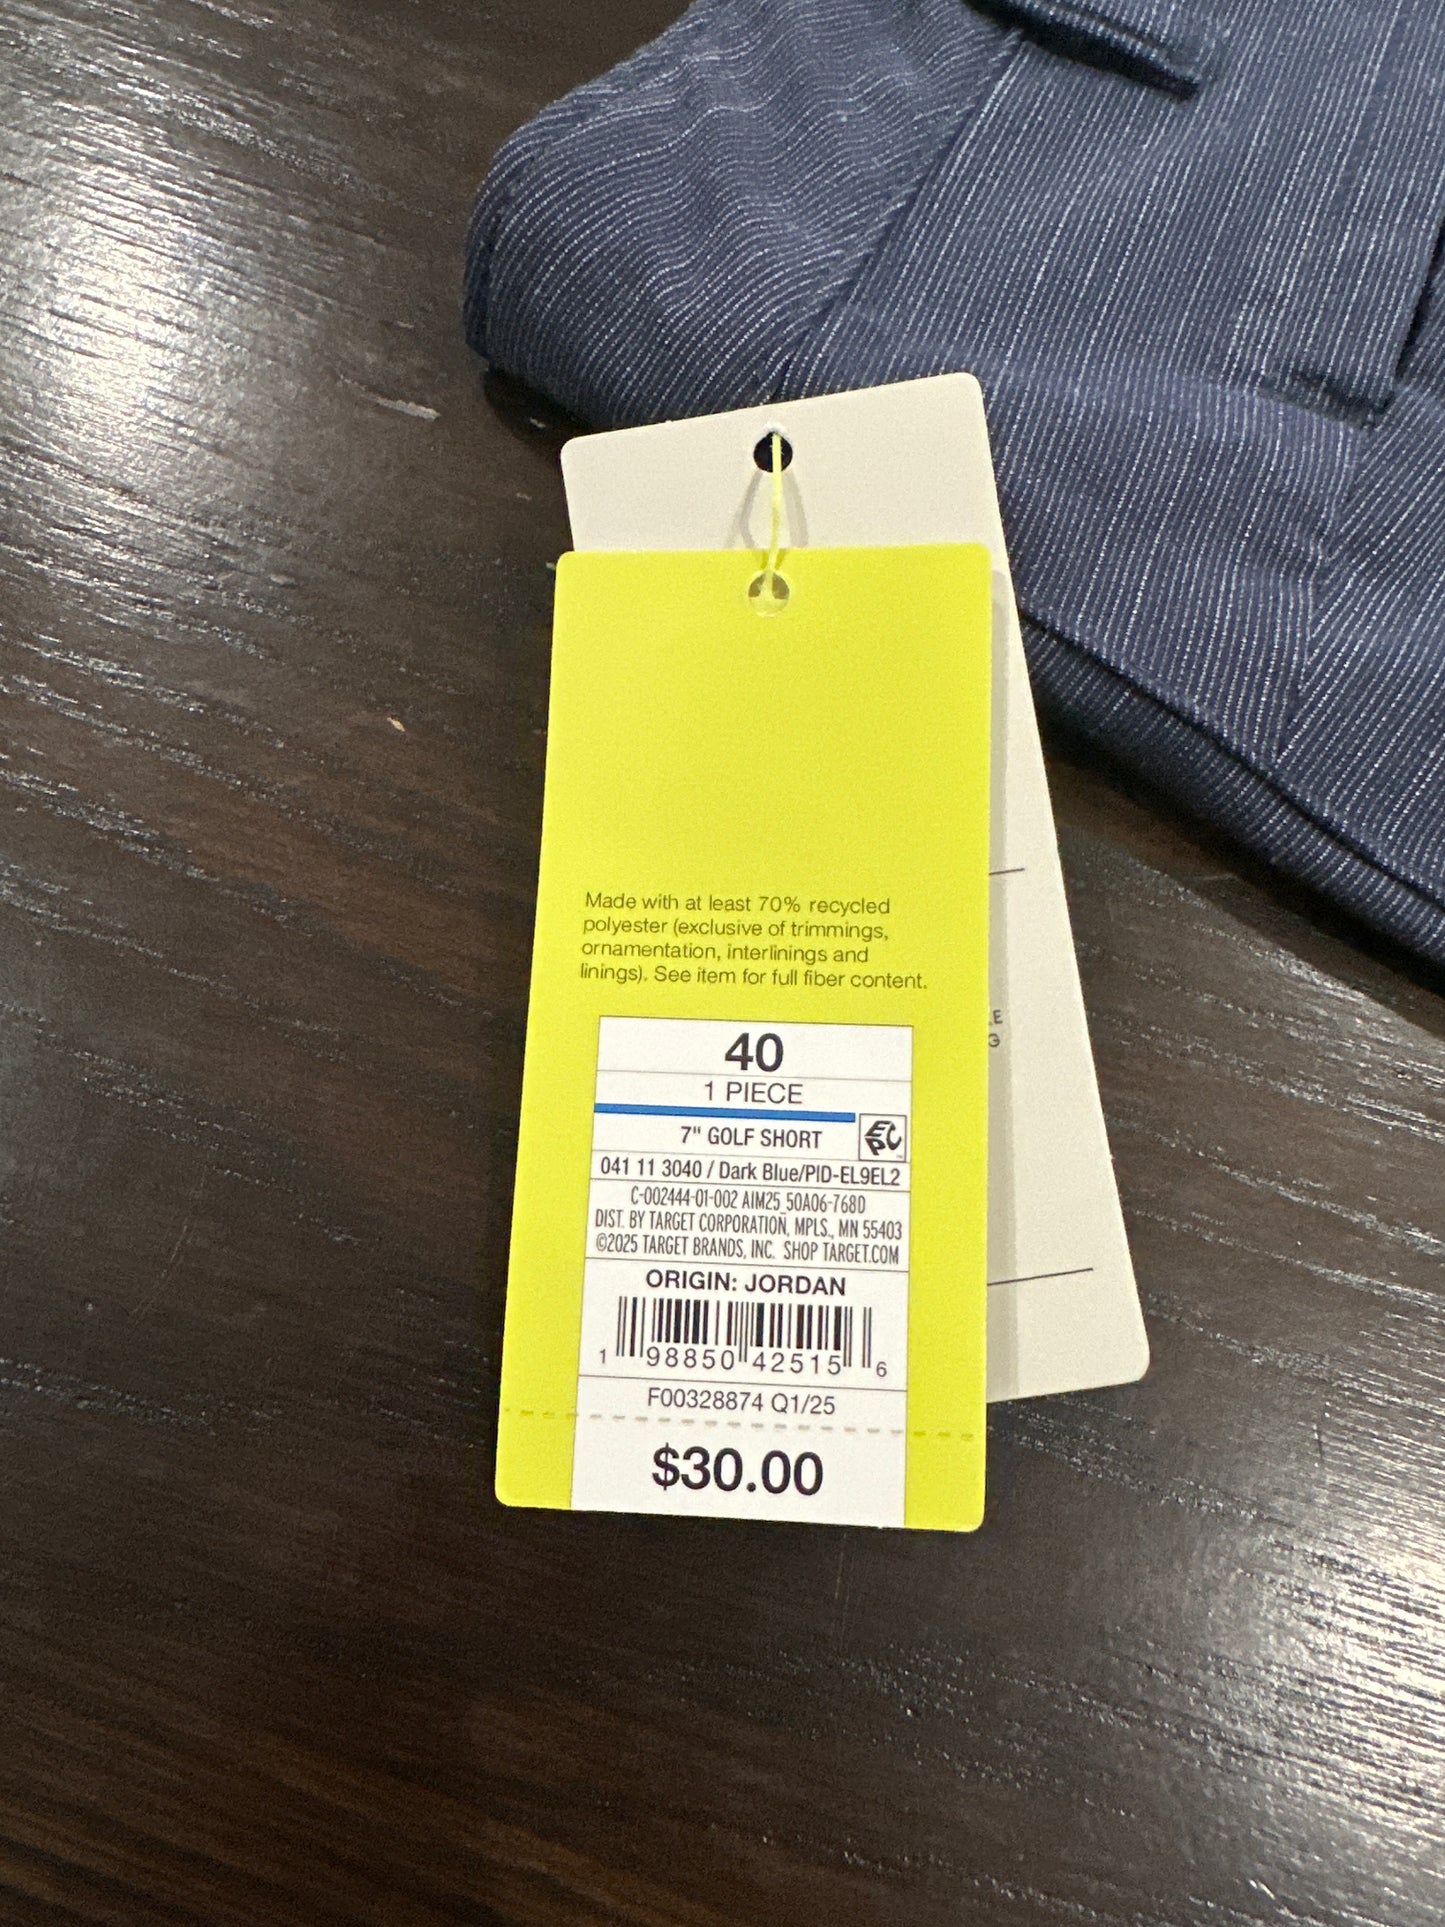 Made with at least 70% recycled
polyester (exclusive of trimmings,
ornamentation, interlinings and
linings). See item for full fiber content.
40
1 PIECE
7" GOLF SHORT
EPC
041 11 3040 / Dark Blue/PID-EL9EL2
C-002444-01-002 AIM25_50A06-768D
DIST. BY TARGET CORPORATION, MPLS., MN 55403
©2025 TARGET BRANDS, INC. SHOP TARGET.COM
ORIGIN: JORDAN
1 98850 42515 6
F00328874 Q1/25
$30.00